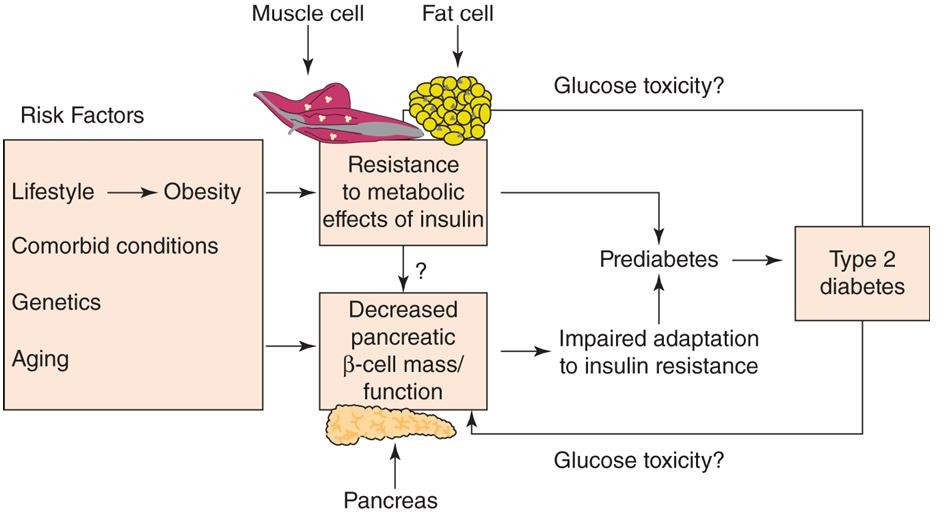 Muscle cell
Fat cell
Glucose toxicity?
Risk Factors
Lifestyle
Obesity
Comorbid conditions
Genetics
Aging
Resistance
to metabolic
effects of insulin
?
Decreased
pancreatic
β-cell mass/
function
Prediabetes
Impaired adaptation
to insulin resistance
Type 2
diabetes
Glucose toxicity?
Pancreas